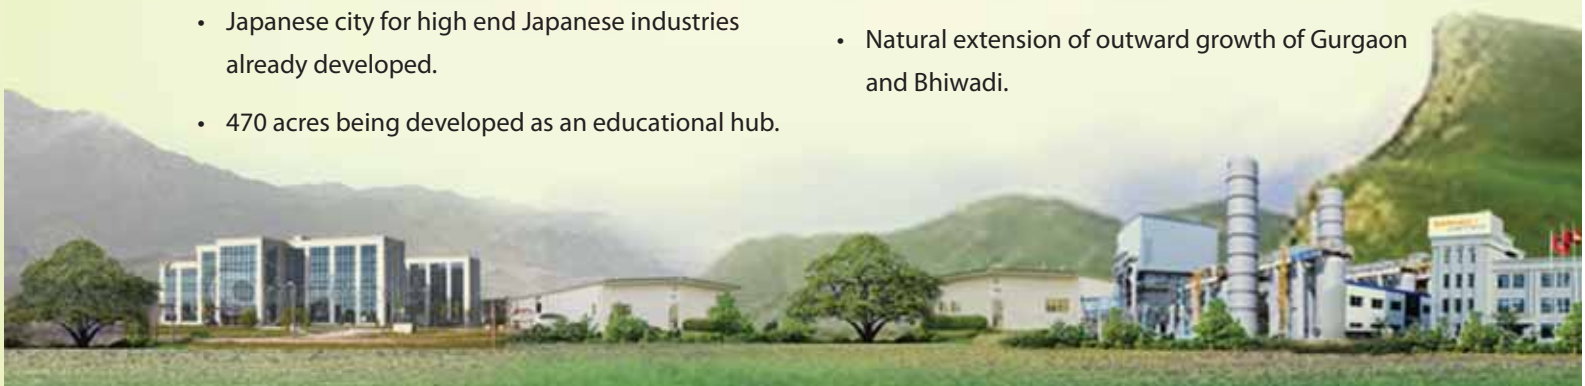 • Japanese city for high end Japanese industries
already developed.
• 470 acres being developed as an educational hub.
• Natural extension of outward growth of Gurgaon
and Bhiwadi.